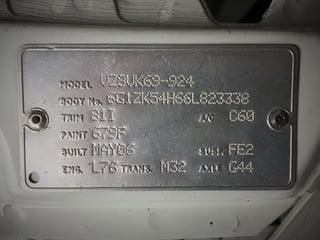 MODEL VZ8VK69-924
BODY No. 6G1ZK54H66L823338
TRIM 81I A/C C60
PAINT 679F
BUILT MAY06 SUSP. FE2
ENG. L76 TRANS. M32 AXLE G44